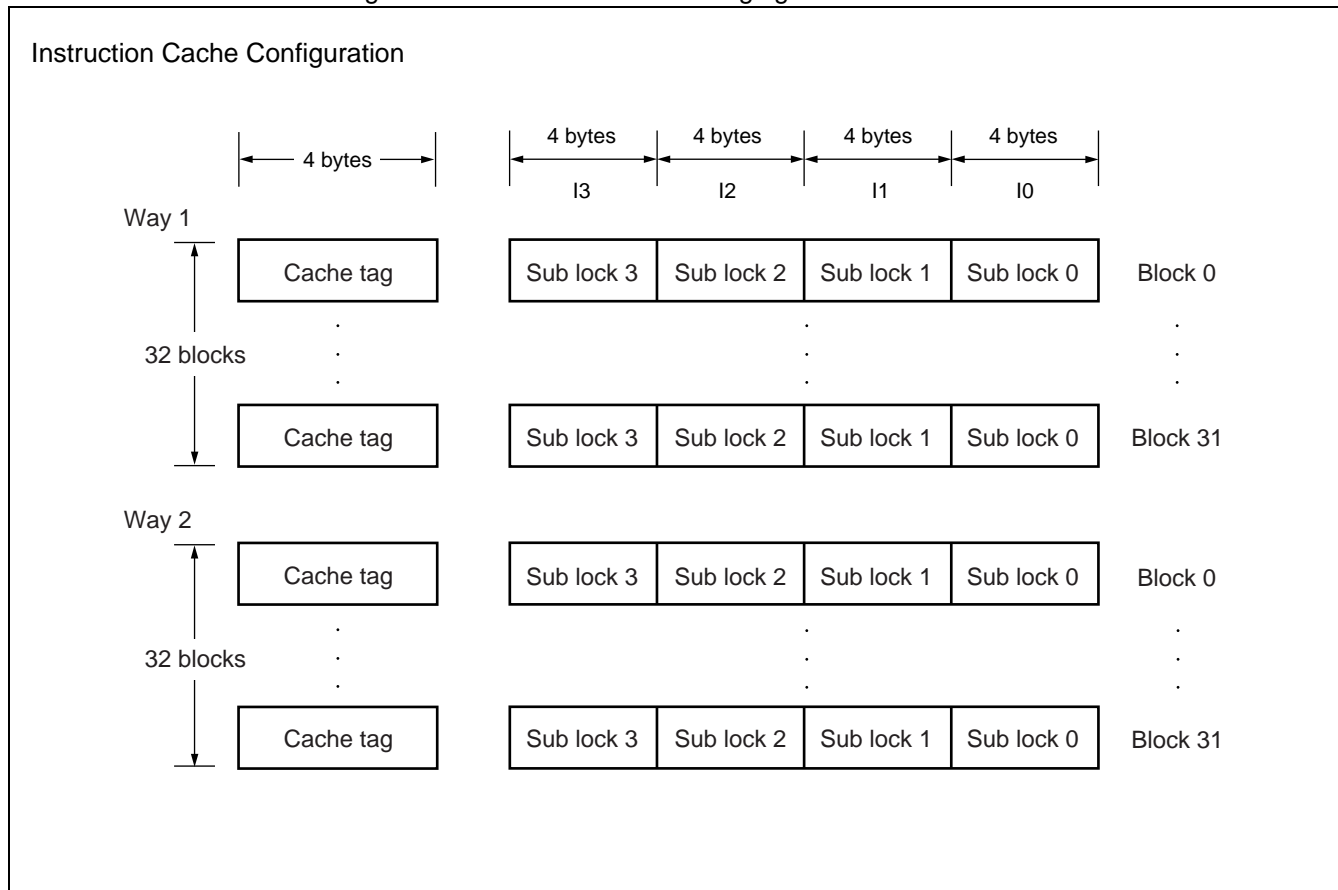 Instruction Cache Configuration
4 bytes 4 bytes 4 bytes 4 bytes
4 bytes
I3 I2 I1 I0
Way 1
Cache tag Sub lock 3 Sub lock 2 Sub lock 1 Sub lock 0 Block 0
32 blocks
Cache tag Sub lock 3 Sub lock 2 Sub lock 1 Sub lock 0 Block 31
Way 2
Cache tag Sub lock 3 Sub lock 2 Sub lock 1 Sub lock 0 Block 0
32 blocks
Cache tag Sub lock 3 Sub lock 2 Sub lock 1 Sub lock 0 Block 31